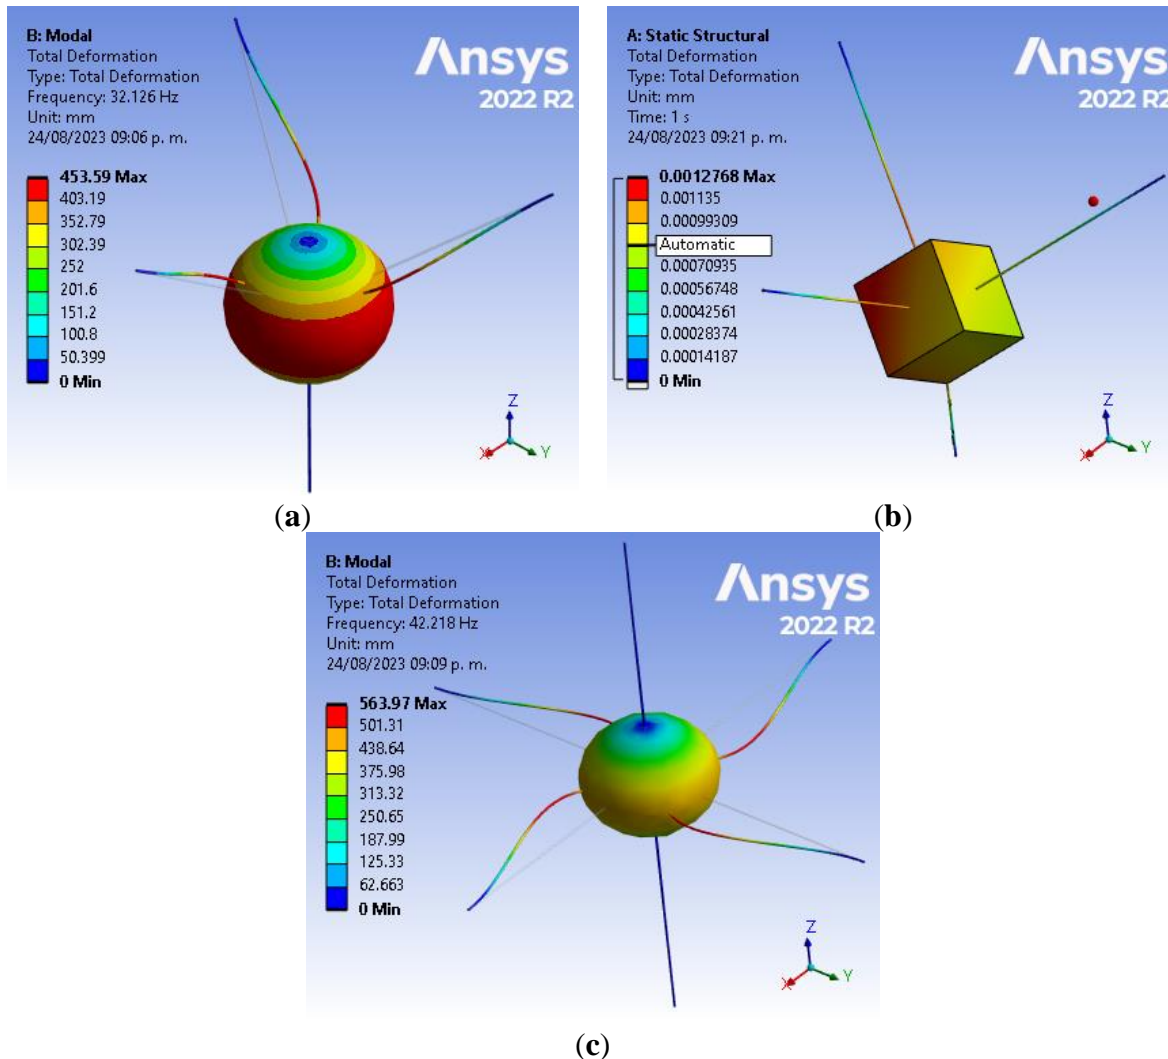 B: Modal
Total Deformation
Type: Total Deformation
Frequency: 32.126 Hz
Unit: mm
24/08/2023 09:06 p. m.
Ansys
2022 R2
453.59 Max
403.19
352.79
302.39
252
201.6
151.2
100.8
50.399
0 Min
Z
X
Y
(a)
A: Static Structural
Total Deformation
Type: Total Deformation
Unit: mm
Time: 1 s
24/08/2023 09:21 p. m.
Ansys
2022 R2
0.0012768 Max
0.001135
0.00099309
Automatic
0.00070935
0.00056748
0.00042561
0.00028374
0.00014187
0 Min
Z
X
Y
(b)
B: Modal
Total Deformation
Type: Total Deformation
Frequency: 42.218 Hz
Unit: mm
24/08/2023 09:09 p. m.
Ansys
2022 R2
563.97 Max
501.31
438.64
375.98
313.32
250.65
187.99
125.33
62.663
0 Min
Z
X
Y
(c)